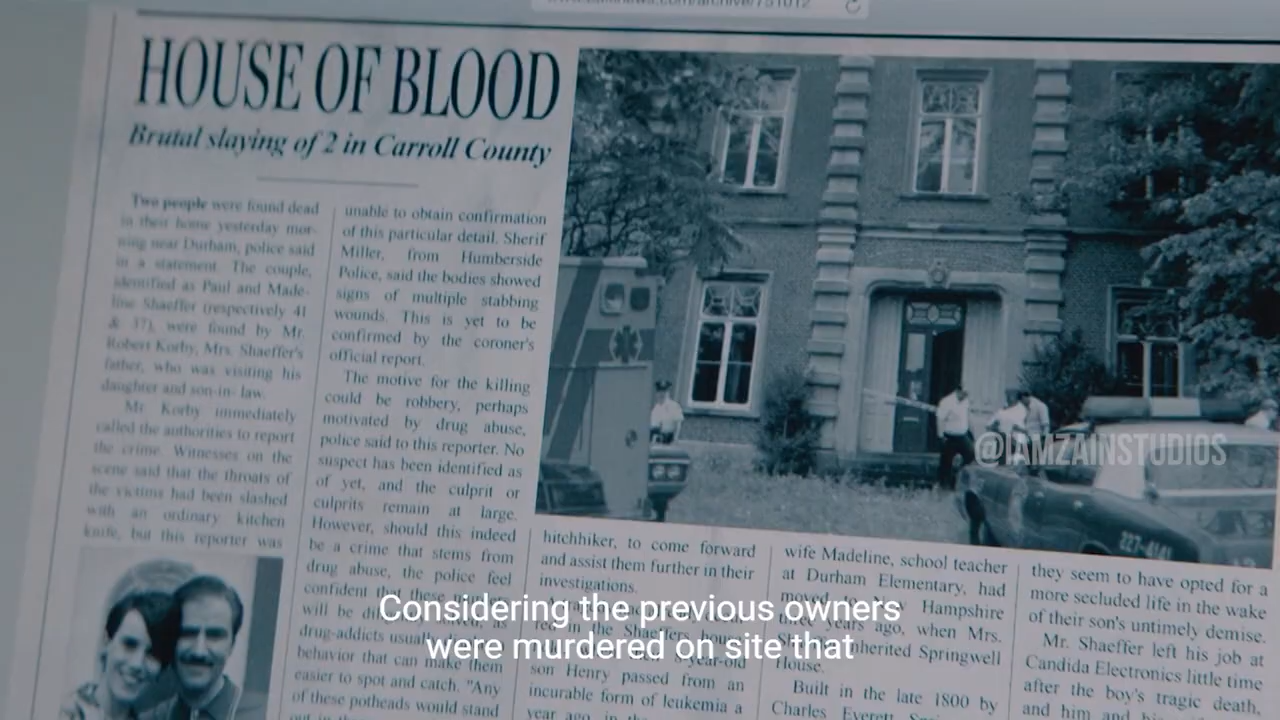 HOUSE OF BLOOD
Brutal slaying of 2 in Carroll County
Two people were found dead
in their home yesterday mor-
ning near Durham, police said
in a statement. The couple,
identified as Paul and Made-
line Shaeffer (respectively 41
& 37), were found by Mr.
Robert Korby, Mrs. Shaeffer's
father, who was visiting his
daughter and son-in- law.
Mr. Korby immediately
called the authorities to report
the crime. Witnesses on the
scene said that the throats of
the victims had been slashed
with an ordinary kitchen
knife, but this reporter was
unable to obtain confirmation
of this particular detail. Sherif
Miller, from Humberside
Police, said the bodies showed
signs of multiple stabbing
wounds. This is yet to be
confirmed by the coroner's
official report.
The motive for the killing
could be robbery, perhaps
motivated by drug abuse,
police said to this reporter. No
suspect has been identified as
of yet, and the culprit or
culprits remain at large.
However, should this indeed
be a crime that stems from
drug abuse, the police feel
confident
will be
drug-addicts
behavior that can make them
easier to spot and catch. "Any
of these potheads would stand
hitchhiker, to come forward
and assist them further in their
investigations.
son Henry passed from an
incurable form of leukemia a
year ago
wife Madeline, school teacher
at Durham Elementary, had
moved Hampshire
years ago, when Mrs.
inherited Springwell
House.
Built in the late 1800 by
Charles Everett
they seem to have opted for a
more secluded life in the wake
of their son's untimely demise.
Mr. Shaeffer left his job at
Candida Electronics little time
after the boy's tragic death,
and him and
227-4141
@IAMZAINSTUDIOS
Considering the previous owners
were murdered on site that